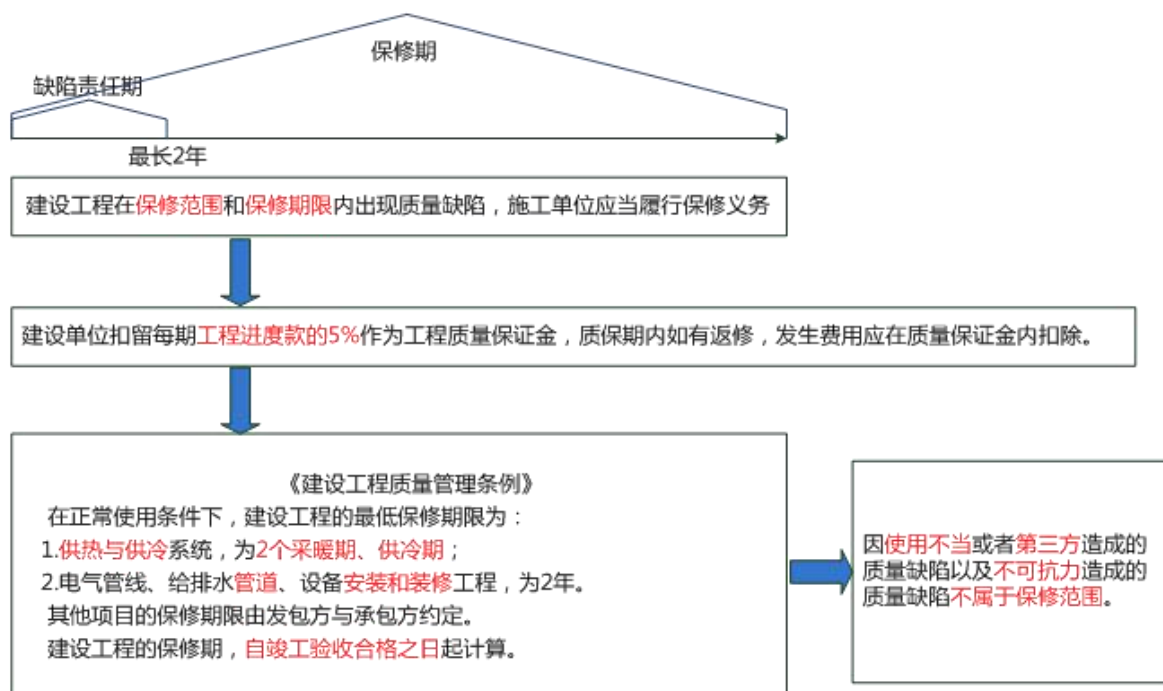 保修期
缺陷责任期
最长2年
建设工程在保修范围和保修期限内出现质量缺陷，施工单位应当履行保修义务
建设单位扣留每期工程进度款的5%作为工程质量保证金，质保期内如有返修，发生费用应在质量保证金内扣除。
《建设工程质量管理条例》
在正常使用条件下，建设工程的最低保修期限为：
1.供热与供冷系统，为2个采暖期、供冷期；
2.电气管线、给排水管道、设备安装和装修工程，为2年。
其他项目的保修期限由发包方与承包方约定。
建设工程的保修期，自竣工验收合格之日起计算。
因使用不当或者第三方造成的
质量缺陷以及不可抗力造成的
质量缺陷不属于保修范围。